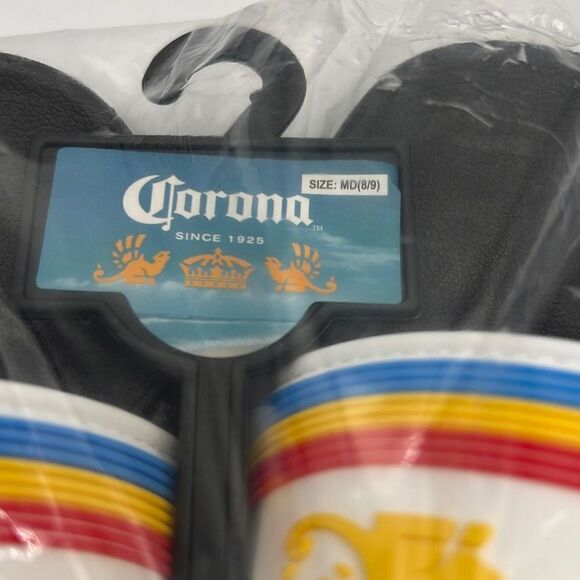 SIZE: MD(8/9)
Corona
TM
SINCE 1925